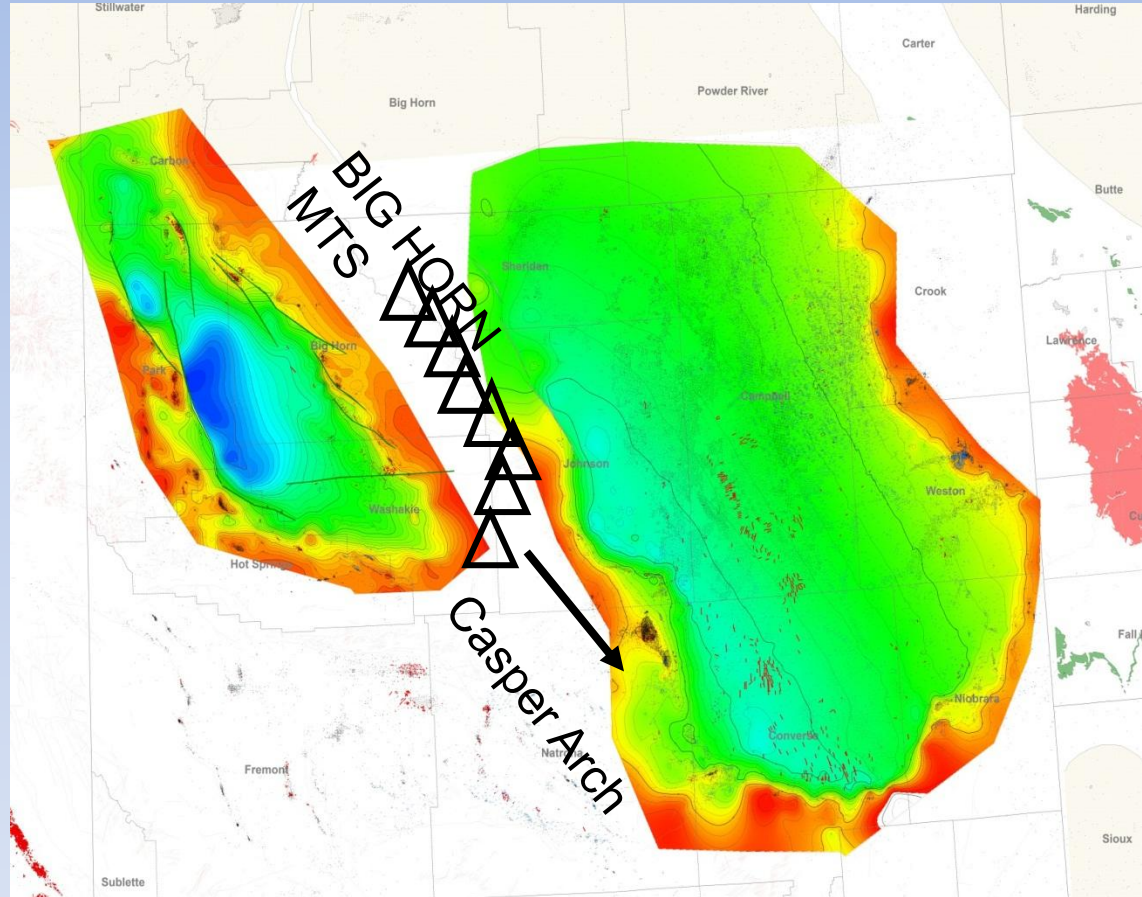 Stillwater
Harding
Carter
Big Horn
Powder River
Carbon
Butte
BIG HORN
MTS
Sheriden
Crook
Lawrence
Big Horn
Park
Campbell
Johnson
Weston
Washakie
Hot Springs
Casper Arch
Niobrara
Converse
Natrona
Fremont
Sioux
Sublette